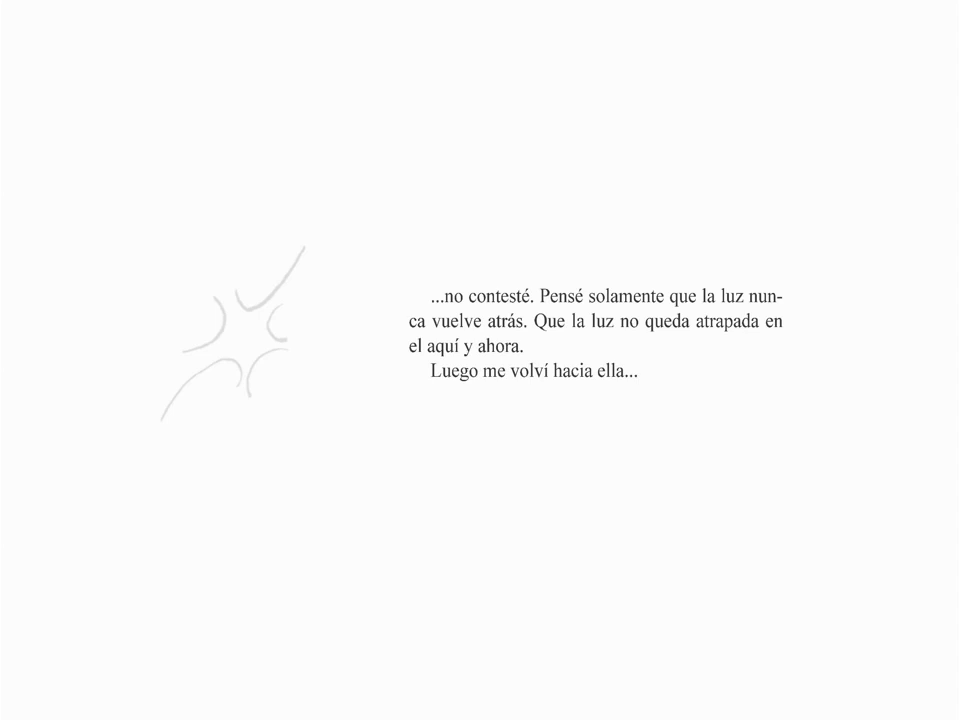 ...no contesté. Pensé solamente que la luz nun-
ca vuelve atrás. Que la luz no queda atrapada en
el aquí y ahora.
Luego me volví hacia ella...